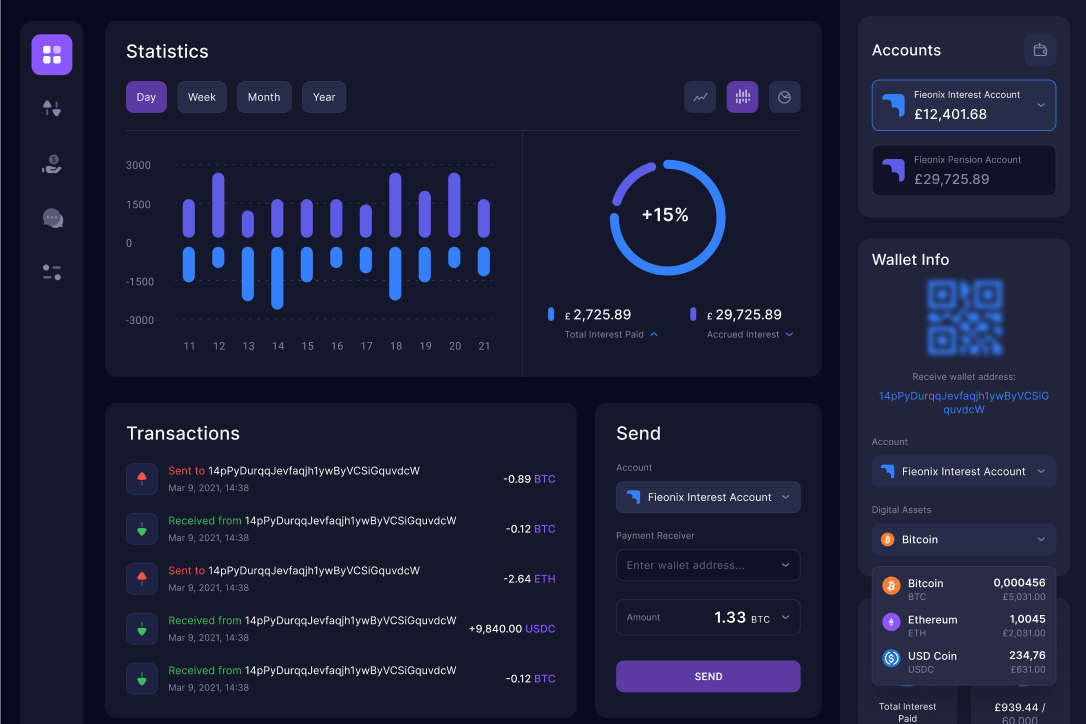 Statistics
Day
Week
Month
Year
3000
1500
0
-1500
-3000
11 12 13 14 15 16 17 18 19 20 21
+15%
£ 2,725.89
Total Interest Paid
£ 29,725.89
Accrued Interest
Transactions
Sent to 14pPyDurqqJevfaqjh1ywByVCSiGquvdcW
Mar 9, 2021, 14:38
-0.89 BTC
Received from 14pPyDurqqJevfaqjh1ywByVCSiGquvdcW
Mar 9, 2021, 14:38
-0.12 BTC
Sent to 14pPyDurqqJevfaqjh1ywByVCSiGquvdcW
Mar 9, 2021, 14:38
-2.64 ETH
Received from 14pPyDurqqJevfaqjh1ywByVCSiGquvdcW
Mar 9, 2021, 14:38
+9,840.00 USDC
Received from 14pPyDurqqJevfaqjh1ywByVCSiGquvdcW
Mar 9, 2021, 14:38
-0.12 BTC
Send
Account
Fieonix Interest Account
Payment Receiver
Enter wallet address...
Amount
1.33 BTC
SEND
Accounts
Fieonix Interest Account
£12,401.68
Fieonix Pension Account
£29,725.89
Wallet Info
Receive wallet address:
14pPyDurqqJevfaqjh1ywByVCSiG
quvdcW
Account
Fieonix Interest Account
Digital Assets
Bitcoin
Bitcoin
0,000456
BTC
£5,031.00
Ethereum
1,0045
ETH
£2,031.00
USD Coin
234,76
USDC
£631.00
Total Interest
Paid
£939.44 /
60,000